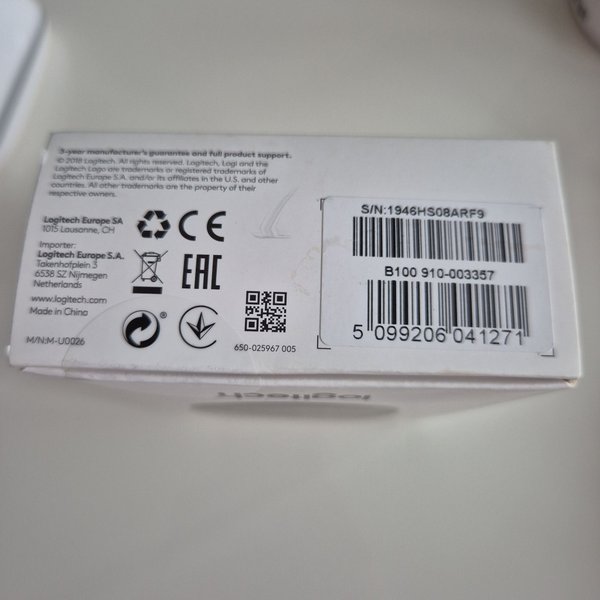 3-year manufacturer's guarantee and full product support.
© 2018 Logitech. All rights reserved. Logitech, Logi and the
Logitech Logo are trademarks or registered trademarks of
Logitech Europe S.A. and/or its affiliates in the U.S. and other
countries. All other trademarks are the property of their
respective owners.
Logitech Europe SA
1015 Lausanne, CH
Importer:
Logitech Europe S.A.
Takenhofplein 3
6538 SZ Nijmegen
Netherlands
www.logitech.com
Made in China
M/N:M-U0026
CE
EAC
®
650-025967 005
S/N:1946HS08ARF9
B100 910-003357
5 099206 041271
logitech